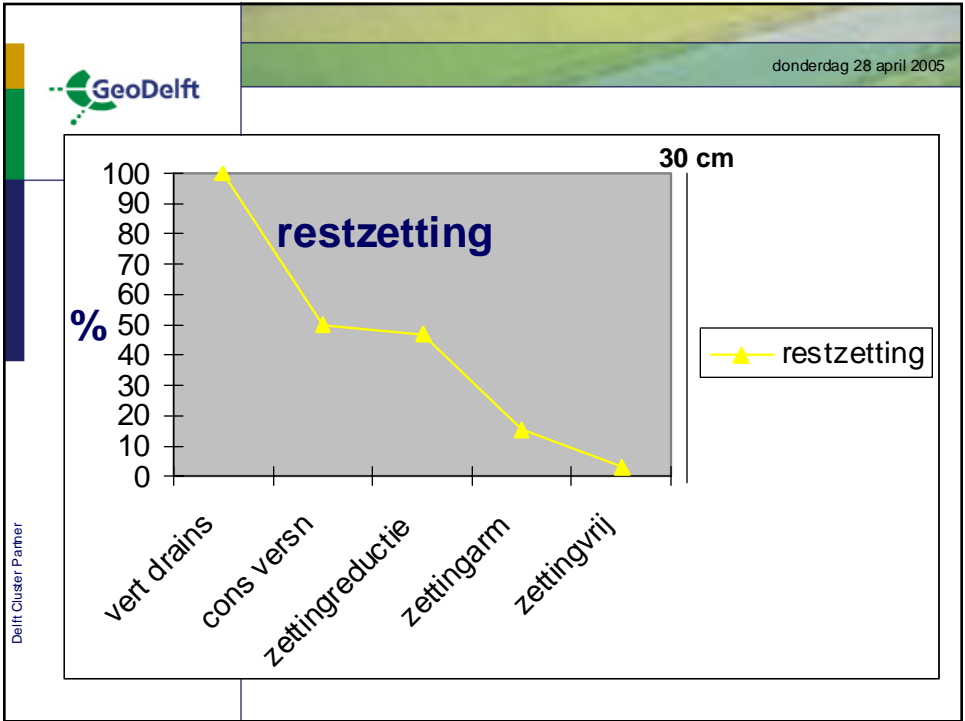 GeoDelft
donderdag 28 april 2005
30 cm
restzetting
%
100
90
80
70
60
50
40
30
20
10
0
vert drains
cons versn
zettingreductie
zettingarm
zettingvrij
restzetting
Delft Cluster Partner